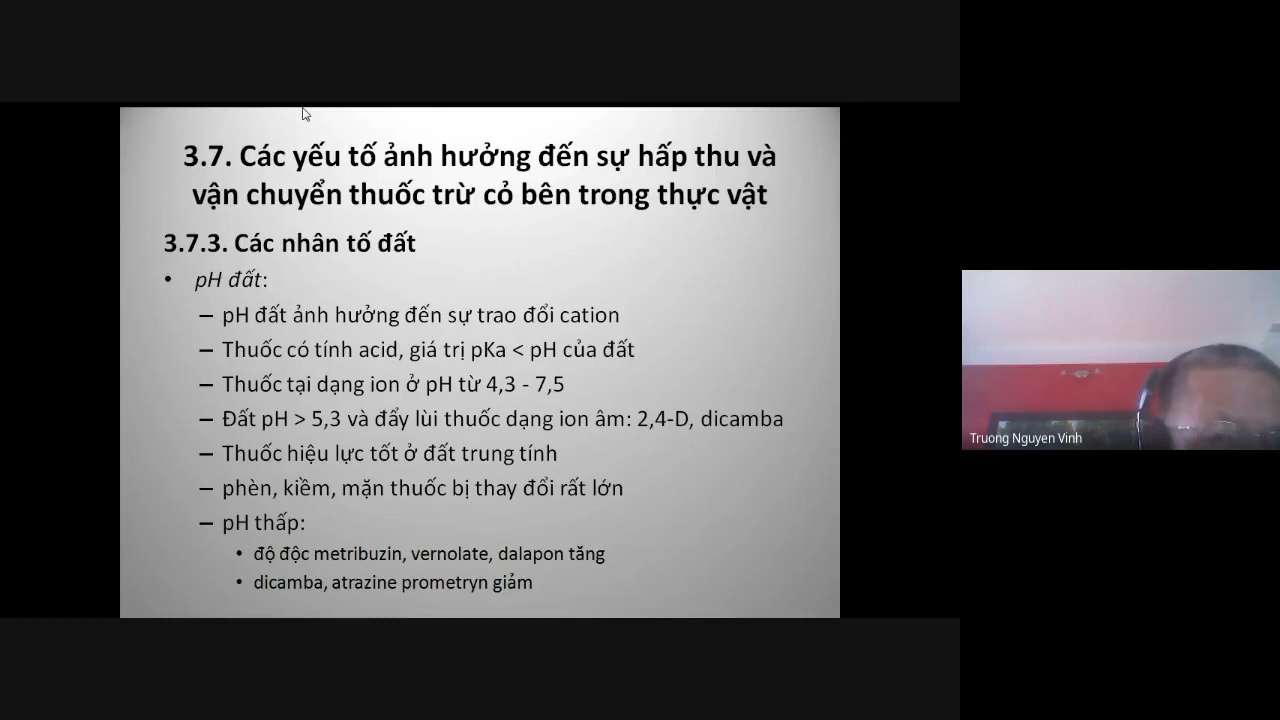 3.7. Các yếu tố ảnh hưởng đến sự hấp thu và
vận chuyển thuốc trừ cỏ bên trong thực vật
3.7.3. Các nhân tố đất
• pH đất:
– pH đất ảnh hưởng đến sự trao đổi cation
– Thuốc có tính acid, giá trị pKa < pH của đất
– Thuốc tại dạng ion ở pH từ 4,3 - 7,5
– Đất pH > 5,3 và đẩy lùi thuốc dạng ion âm: 2,4-D, dicamba
– Thuốc hiệu lực tốt ở đất trung tính
– phèn, kiềm, mặn thuốc bị thay đổi rất lớn
– pH thấp:
• độ độc metribuzin, vernolate, dalapon tăng
• dicamba, atrazine prometryn giảm
Truong Nguyen Vinh